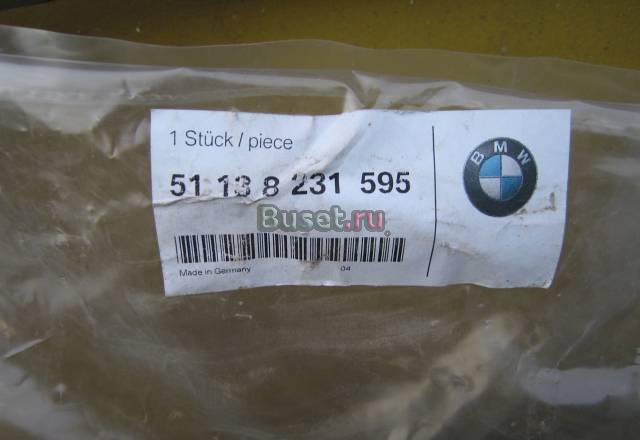 1 Stück / piece
51 13 8 231 595
Buset.ru
Made in Germany
04
BMW